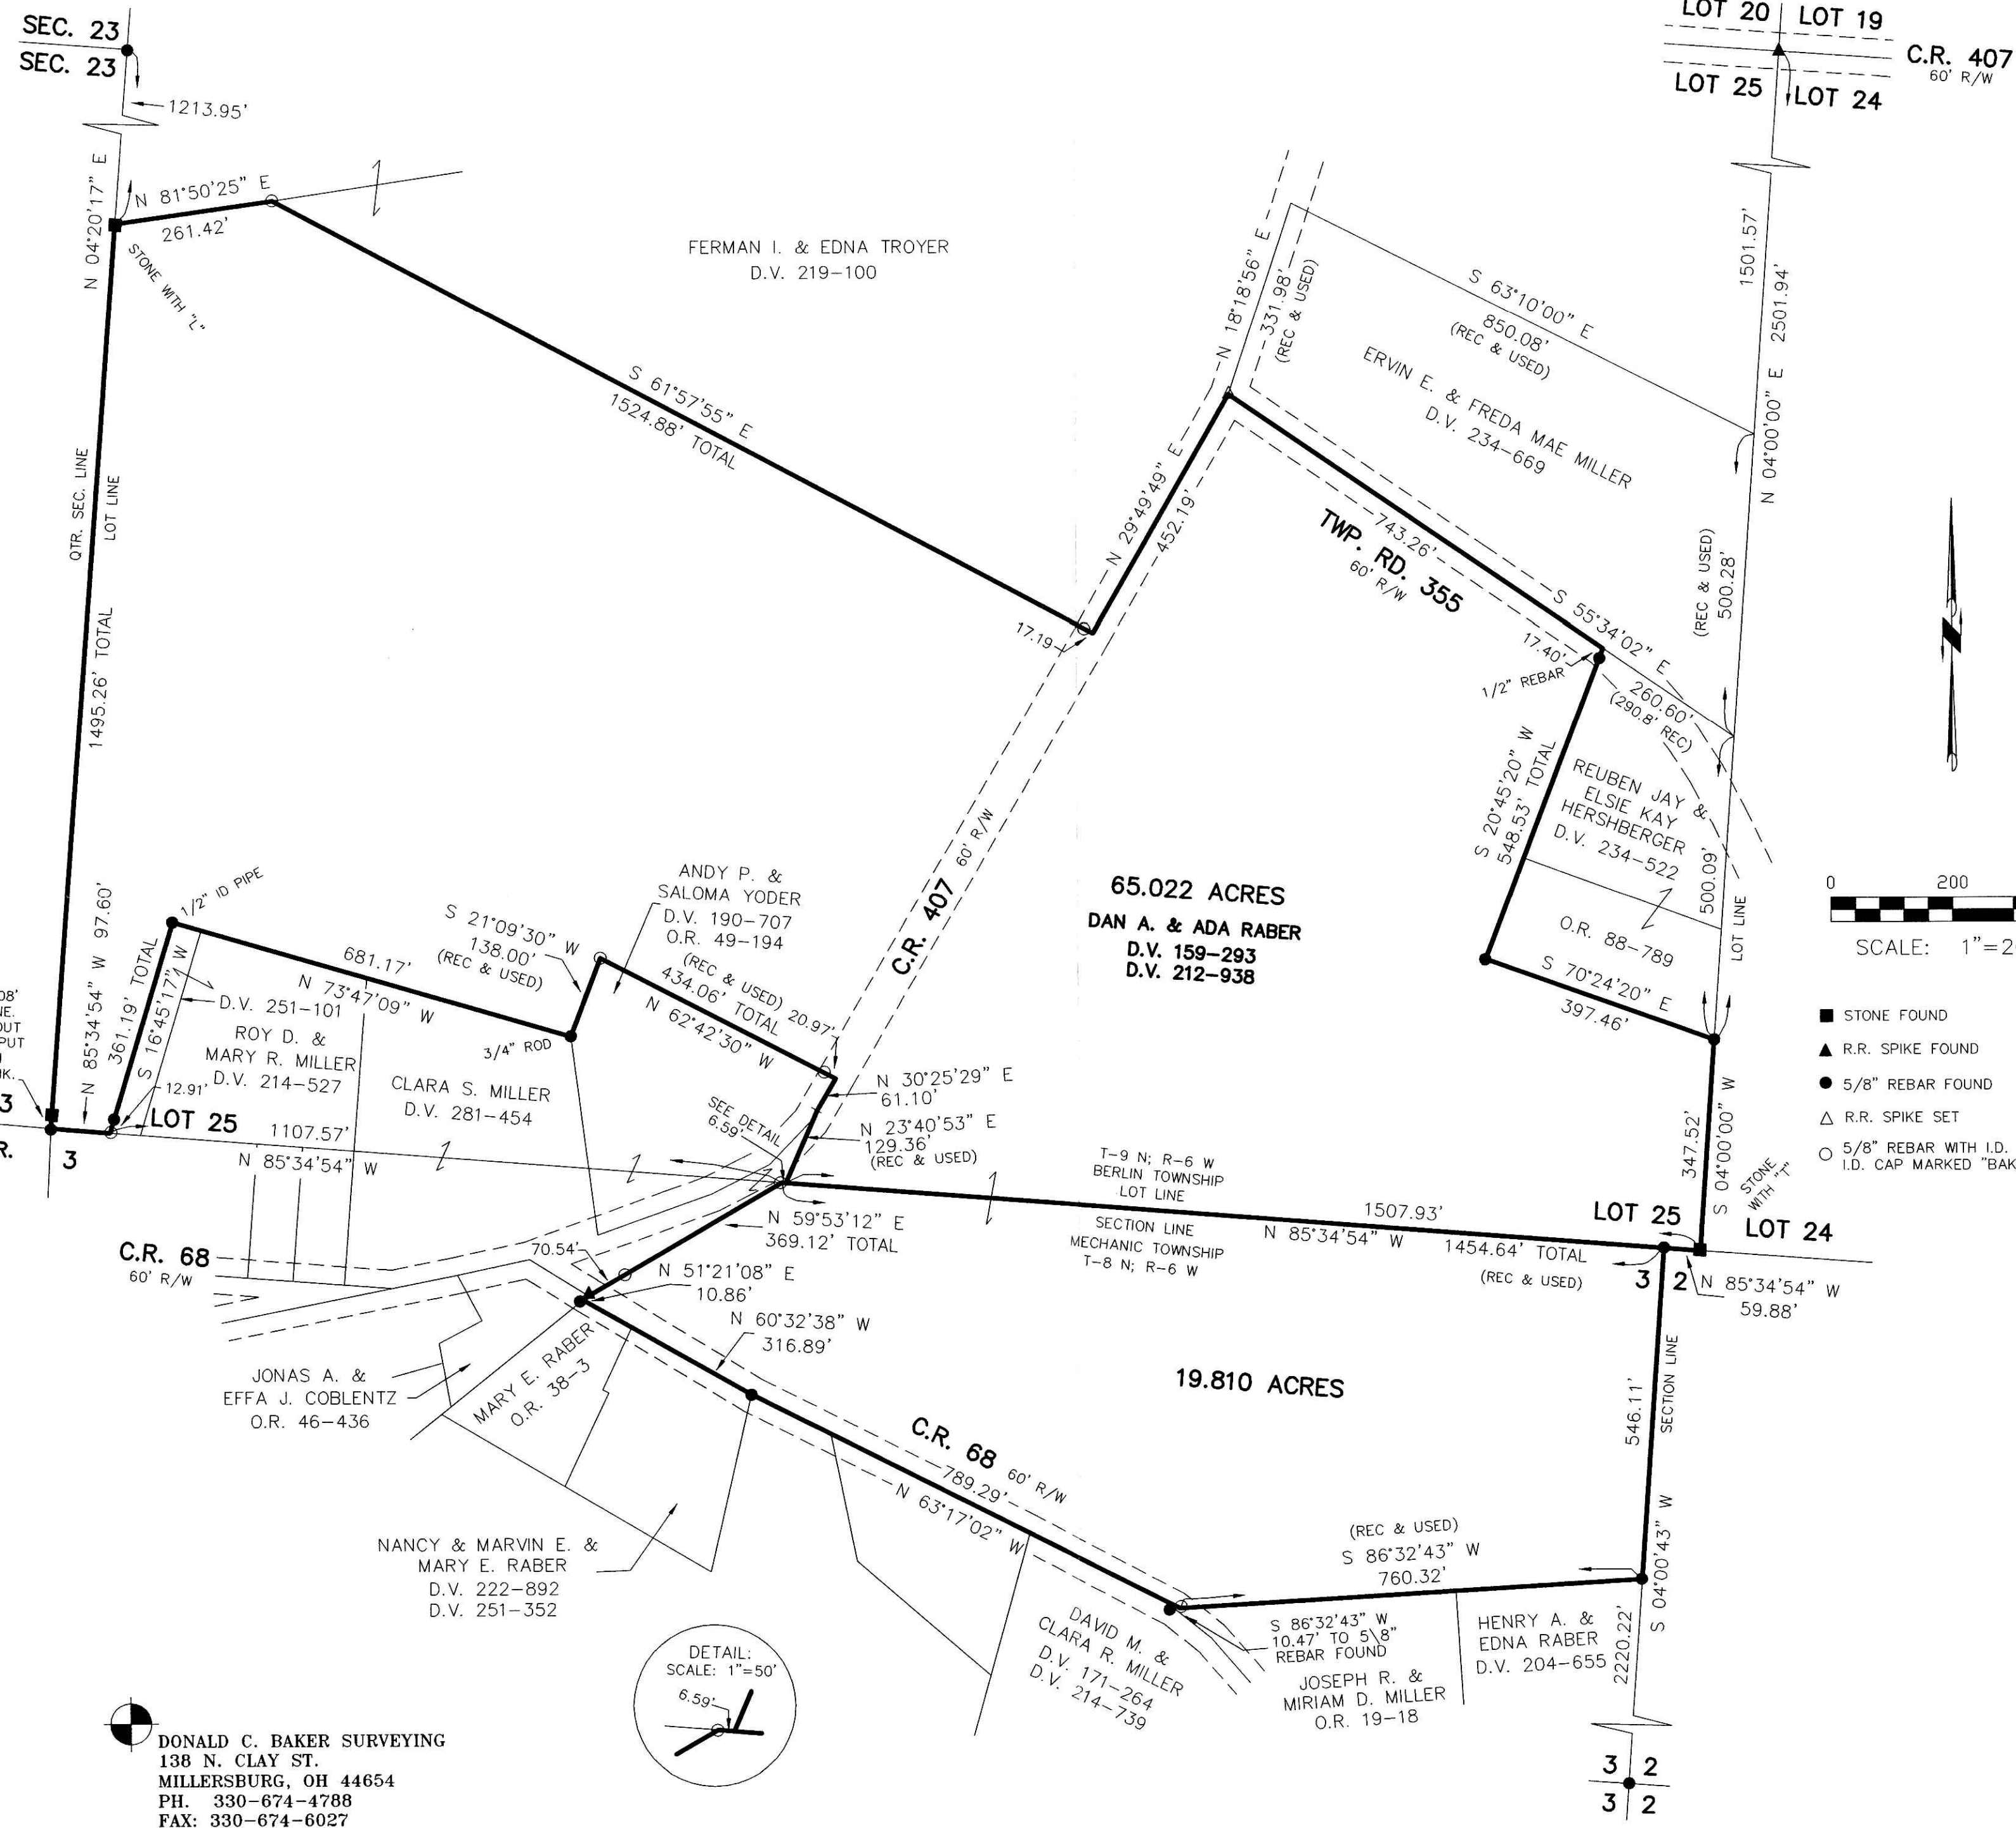 SEC. 23
SEC. 23
1213.95'
N 04°20'17" E
N 81°50'25" E
261.42'
STONE WITH "L"
FERMAN I. & EDNA TROYER
D.V. 219-100
S 61°57'55" E
1524.88' TOTAL
QTR. SEC. LINE
LOT LINE
1495.26' TOTAL
LOT 20
LOT 19
LOT 25
LOT 24
C.R. 407
60' R/W
N 18°18'56" E
331.98'
(REC & USED)
S 63°10'00" E
850.08'
(REC & USED)
ERVIN E. & FREDA MAE MILLER
D.V. 234-669
1501.57'
N 04°00'00" E 2501.94'
N 29°49'49" E
452.19'
17.19
TWP. RD. 355
60' R/W
743.26'
S 55°34'02" E
17.40'
1/2" REBAR
260.60'
(290.8' REC)
(REC & USED)
500.28'
S 20°45'20" W
548.53' TOTAL
REUBEN JAY &
ELSIE KAY
HERSHBERGER
D.V. 234-522
O.R. 88-789
500.09'
LOT LINE
S 70°24'20" E
397.46'
0 200
SCALE: 1"=2
STONE FOUND
R.R. SPIKE FOUND
5/8" REBAR FOUND
R.R. SPIKE SET
5/8" REBAR WITH I.D.
I.D. CAP MARKED "BAK
65.022 ACRES
DAN A. & ADA RABER
D.V. 159-293
D.V. 212-938
C.R. 407 60' R/W
ANDY P. &
SALOMA YODER
D.V. 190-707
O.R. 49-194
S 21°09'30" W
138.00'
(REC & USED)
(REC & USED)
434.06' TOTAL
20.97'
N 62°42'30" W
1/2" ID PIPE
681.17'
N 73°47'09" W
3/4" ROD
N 85°34'54" W 97.60'
361.19' TOTAL
S 16°45'17" W
D.V. 251-101
ROY D. &
MARY R. MILLER
D.V. 214-527
CLARA S. MILLER
D.V. 281-454
12.91'
08'
NE.
OUT
PUT
K.
3
R.
3
LOT 25
1107.57'
N 85°34'54" W
SEE DETAIL
6.59'
N 30°25'29" E
61.10'
N 23°40'53" E
129.36'
(REC & USED)
T-9 N; R-6 W
BERLIN TOWNSHIP
LOT LINE
SECTION LINE
MECHANIC TOWNSHIP
T-8 N; R-6 W
1507.93'
N 85°34'54" W
1454.64' TOTAL
(REC & USED)
347.52'
S 04°00'00" W
STONE
WITH "T"
LOT 25
LOT 24
3 2
N 85°34'54" W
59.88'
C.R. 68
60' R/W
N 59°53'12" E
369.12' TOTAL
70.54'
N 51°21'08" E
10.86'
N 60°32'38" W
316.89'
JONAS A. &
EFFA J. COBLENTZ
O.R. 46-436
MARY E. RABER
O.R. 38-3
19.810 ACRES
546.11'
SECTION LINE
C.R. 68 60' R/W
789.29'
N 63°17'02" W
NANCY & MARVIN E. &
MARY E. RABER
D.V. 222-892
D.V. 251-352
(REC & USED)
S 86°32'43" W
760.32'
S 04°00'43" W
2220.22'
DAVID M. &
CLARA R. MILLER
D.V. 171-264
D.V. 214-739
S 86°32'43" W
10.47' TO 5\8"
REBAR FOUND
JOSEPH R. &
MIRIAM D. MILLER
O.R. 19-18
HENRY A. &
EDNA RABER
D.V. 204-655
DETAIL:
SCALE: 1"=50'
6.59'
3 2
3 2
DONALD C. BAKER SURVEYING
138 N. CLAY ST.
MILLERSBURG, OH 44654
PH. 330-674-4788
FAX: 330-674-6027